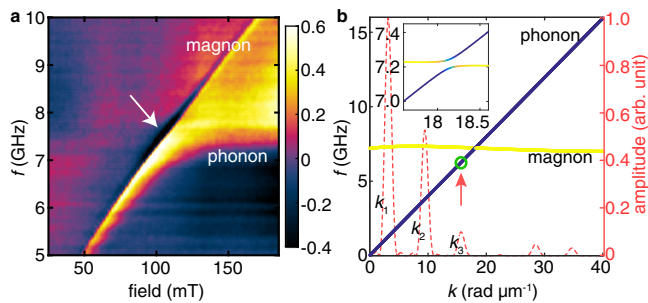 a
magnon
phonon
10
9
8
7
6
5
f (GHz)
50
100
150
field (mT)
0.6
0.4
0.2
0
-0.2
-0.4
b
phonon
magnon
15
10
5
0
f (GHz)
0
10
20
30
40
k (rad μm⁻¹)
1.0
0.8
0.6
0.4
0.2
0
amplitude (arb. unit)
k₁
k₂
k₃
7.4
7.2
7.0
18
18.5